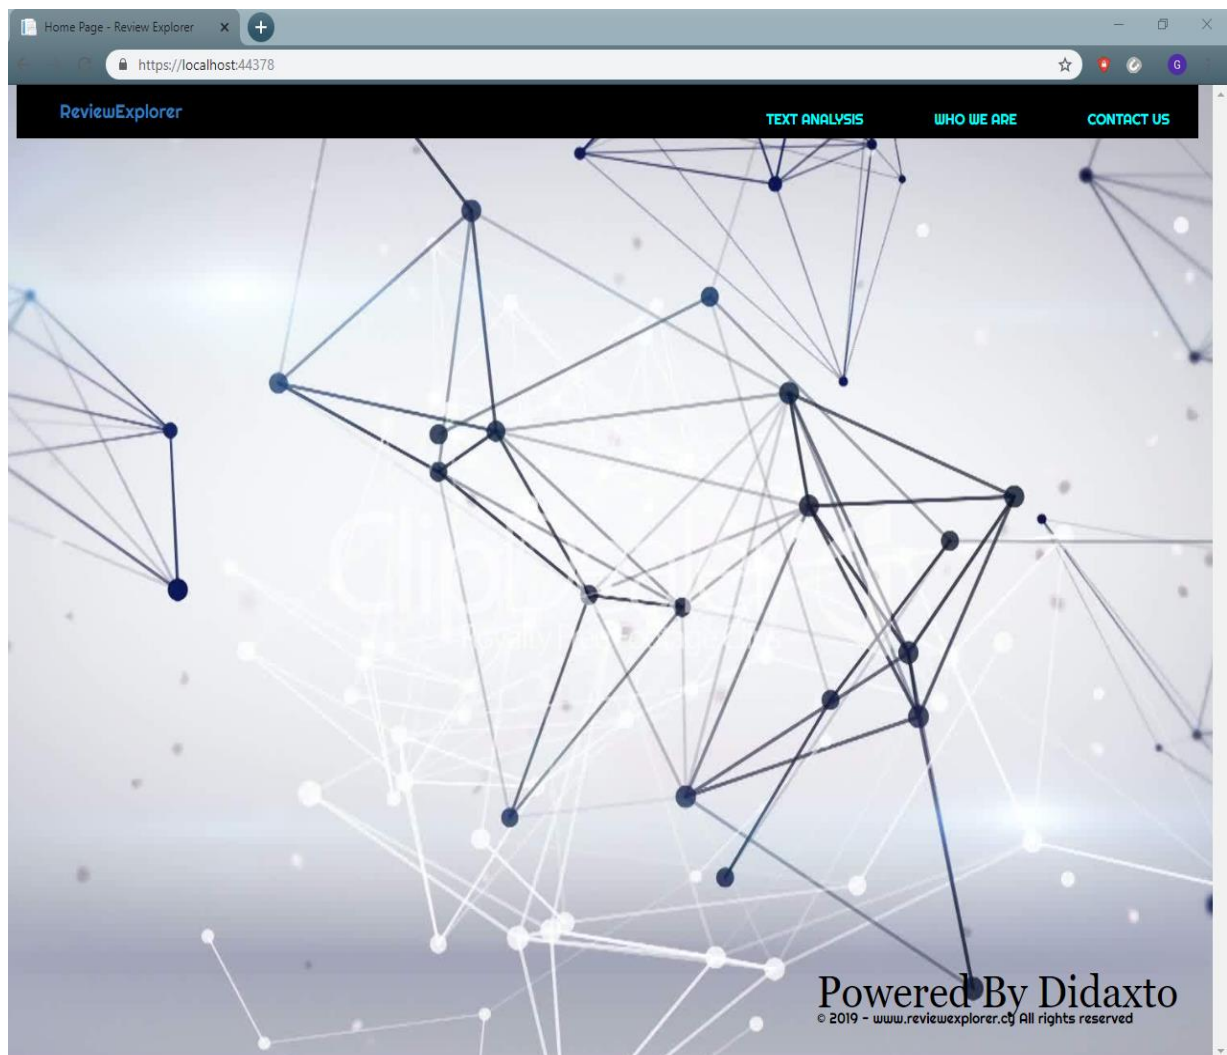 Home Page - Review Explorer
https://localhost:44378
G
ReviewExplorer
TEXT ANALYSIS WHO WE ARE CONTACT US
Powered By Didaxto
© 2019 - www.reviewexplorer.cy All rights reserved